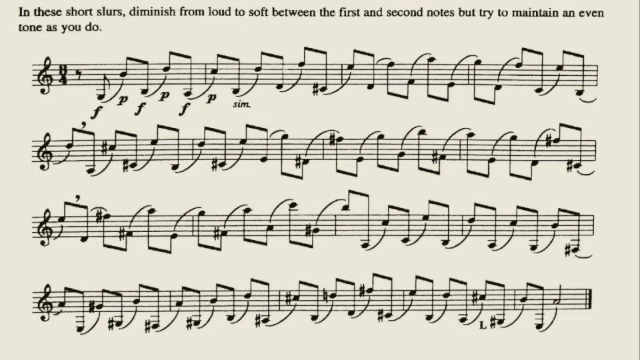 In these short slurs, diminish from loud to soft between the first and second notes but try to maintain an even
tone as you do.
f p f p f p sim.
L